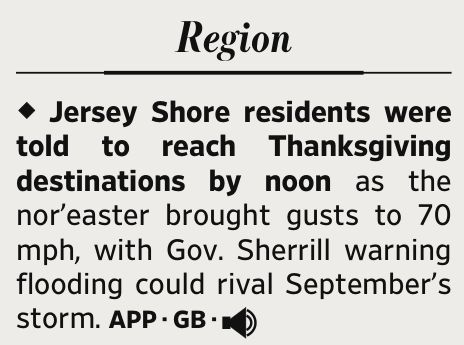 Region
◆ Jersey Shore residents were
told to reach Thanksgiving
destinations by noon as the
nor’easter brought gusts to 70
mph, with Gov. Sherrill warning
flooding could rival September’s
storm. APP · GB ·